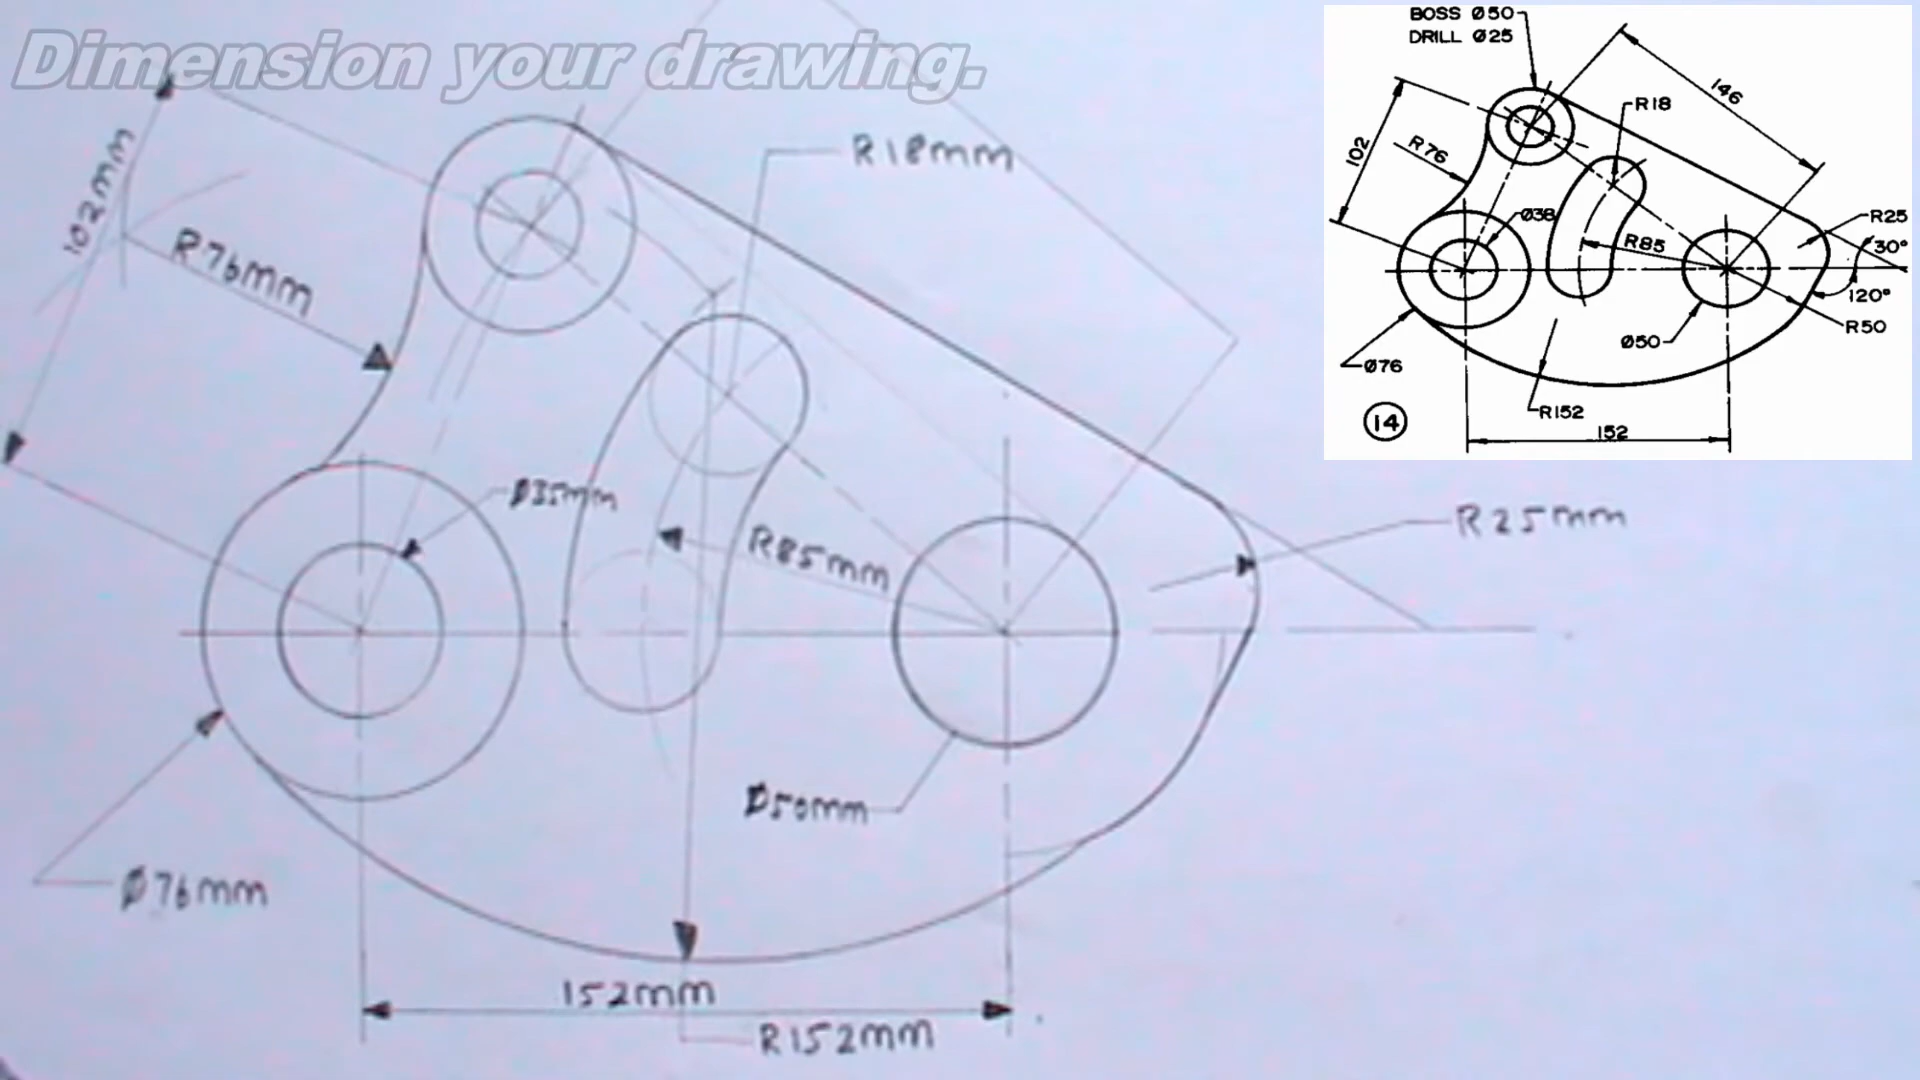 Dimension your drawing.
102mm
R76mm
R18mm
Ø35mm
R85mm
R25mm
Ø50mm
Ø76mm
152mm
R152mm
BOSS Ø50
DRILL Ø25
146
R18
102
R76
Ø38
R85
R25
30°
120°
R50
Ø50
Ø76
R152
14
152